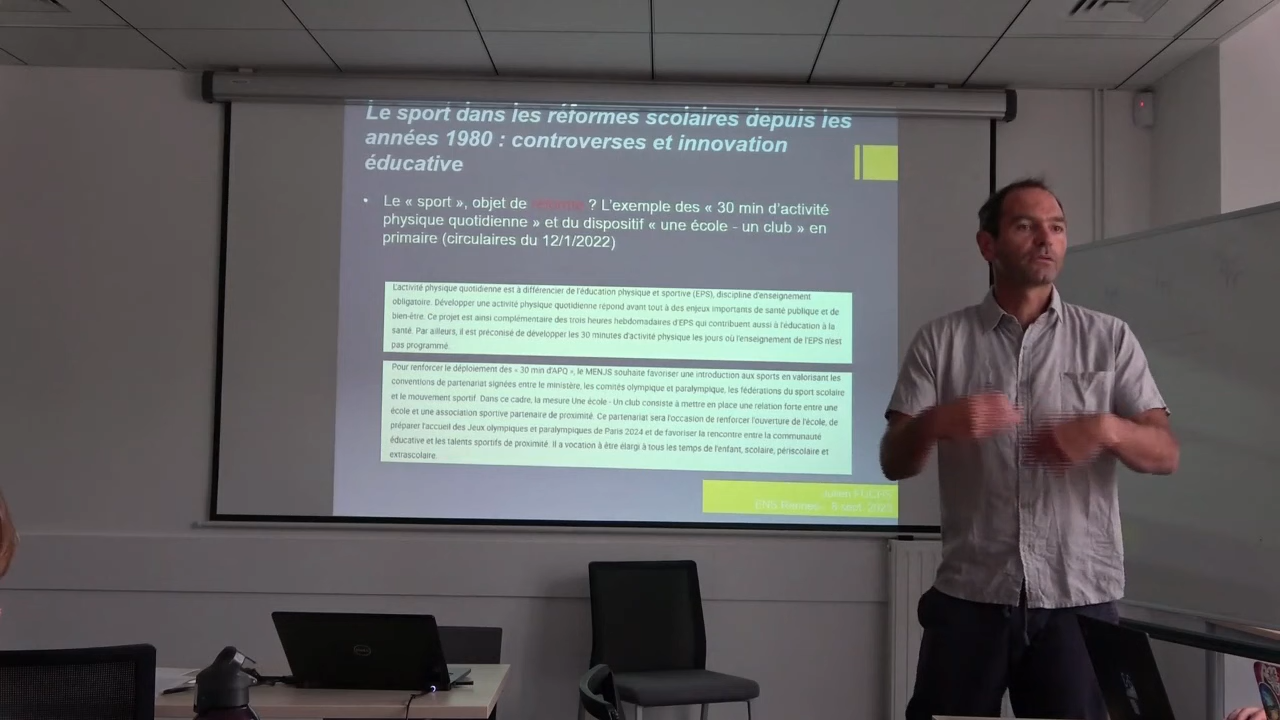 Le sport dans les réformes scolaires depuis les
années 1980 : controverses et innovation
éducative
• Le « sport », objet de réforme ? L'exemple des « 30 min d'activité
physique quotidienne » et du dispositif « une école - un club » en
primaire (circulaires du 12/1/2022)
L'activité physique quotidienne est à différencier de l'éducation physique et sportive (EPS), discipline d'enseignement
obligatoire. Développer une activité physique quotidienne répond avant tout à des enjeux importants de santé publique et de
bien-être. Ce projet est ainsi complémentaire des trois heures hebdomadaires d'EPS qui contribuent aussi à l'éducation à la
santé. Par ailleurs, il est préconisé de développer les 30 minutes d'activité physique les jours où l'enseignement de l'EPS n'est
pas programmé.
Pour renforcer le déploiement des « 30 min d'APQ », le MENJS souhaite favoriser une introduction aux sports en valorisant les
conventions de partenariat signées entre le ministère, les comités olympique et paralympique, les fédérations du sport scolaire
et le mouvement sportif. Dans ce cadre, la mesure Une école - Un club consiste à mettre en place une relation forte entre une
école et une association sportive partenaire de proximité. Ce partenariat sera l'occasion de renforcer l'ouverture de l'école, de
préparer l'accueil des Jeux olympiques et paralympiques de Paris 2024 et de favoriser la rencontre entre la communauté
éducative et les talents sportifs de proximité. Il a vocation à être élargi à tous les temps de l'enfant, scolaire, périscolaire et
extrascolaire.
Julien
ENS Rennes - 8 sept.
DELL